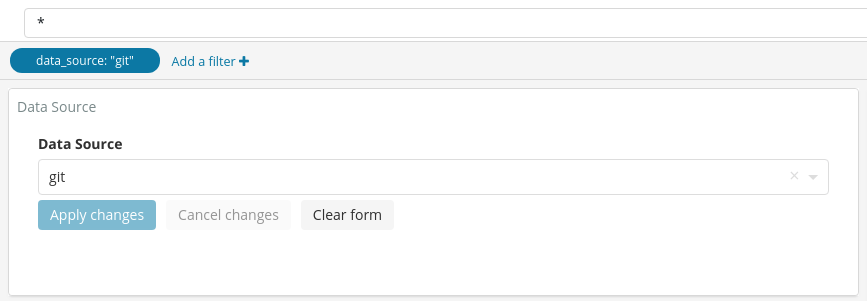 *
data_source: "git"
Add a filter +
Data Source
Data Source
git
Apply changes Cancel changes Clear form